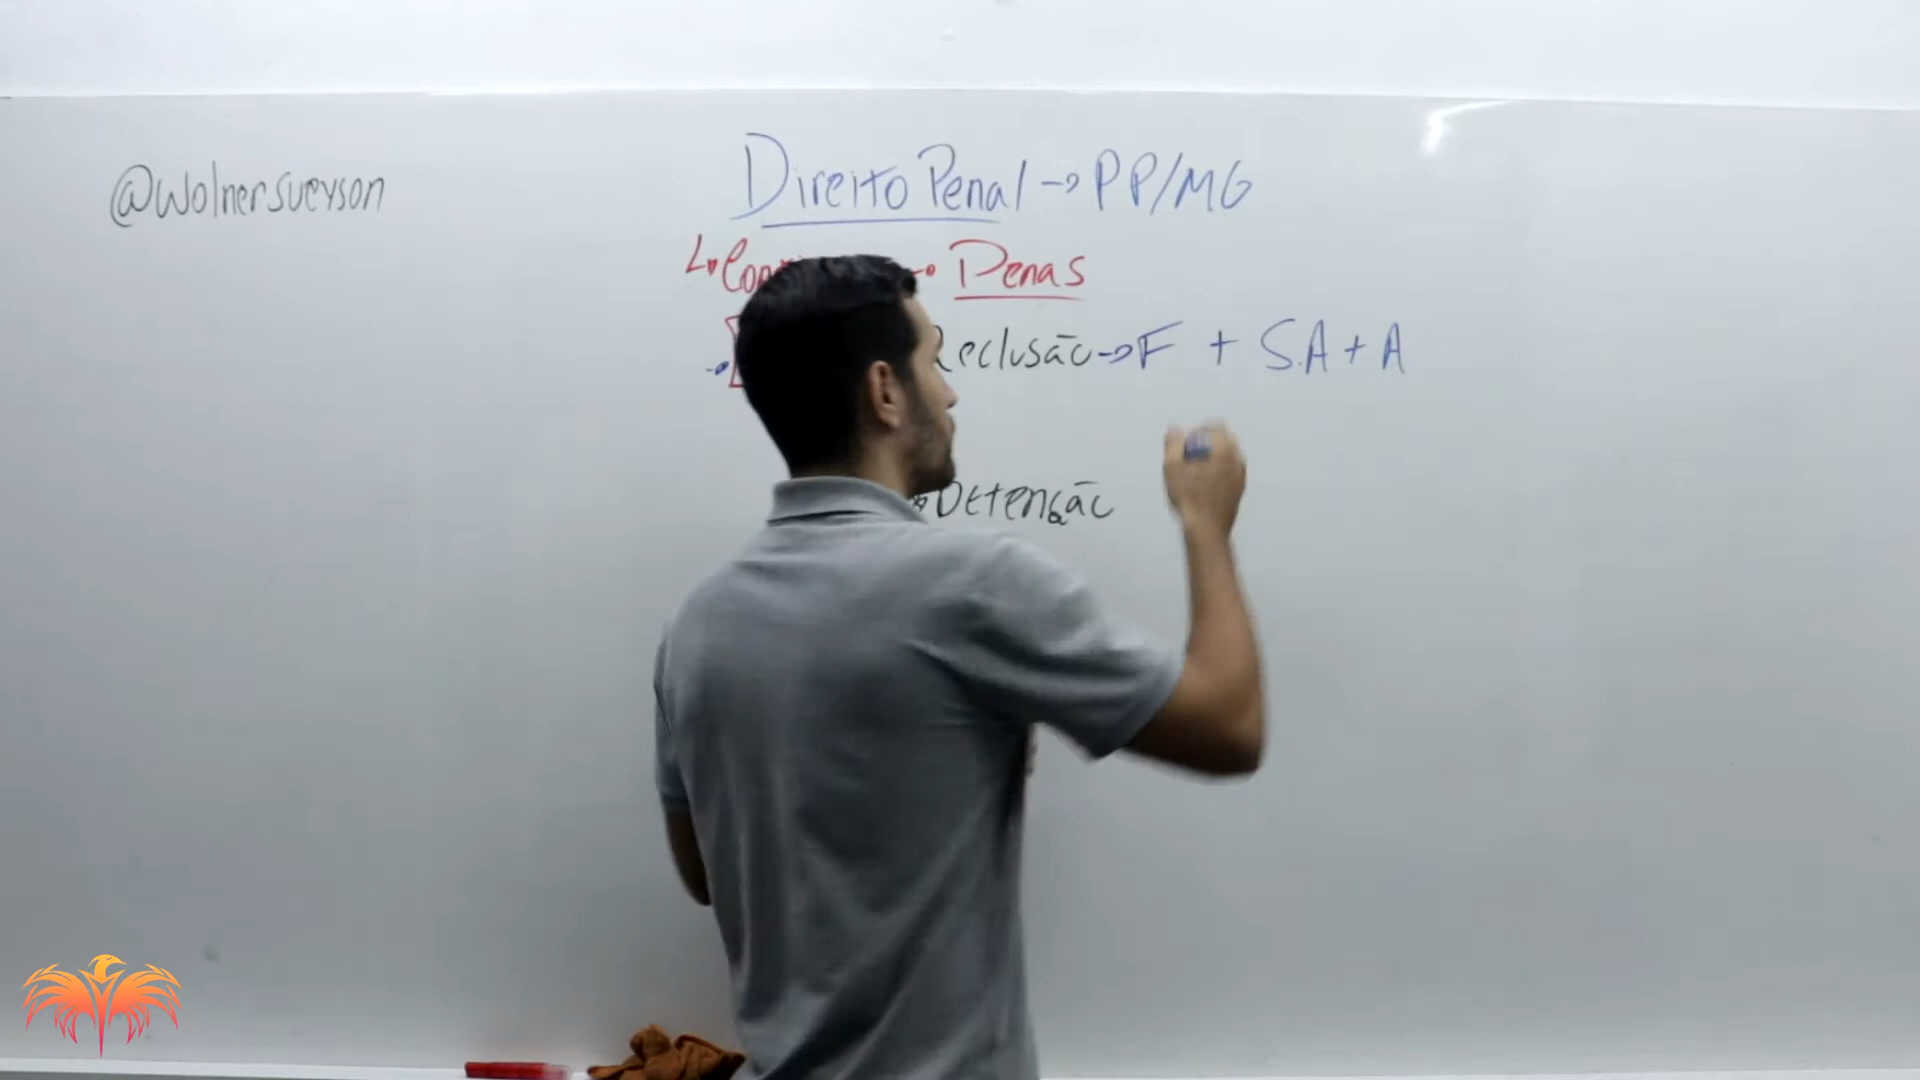 @wolnersueyson
Direito Penal → PP/MG
Penas
Reclusão → F + S.A + A
Detenção